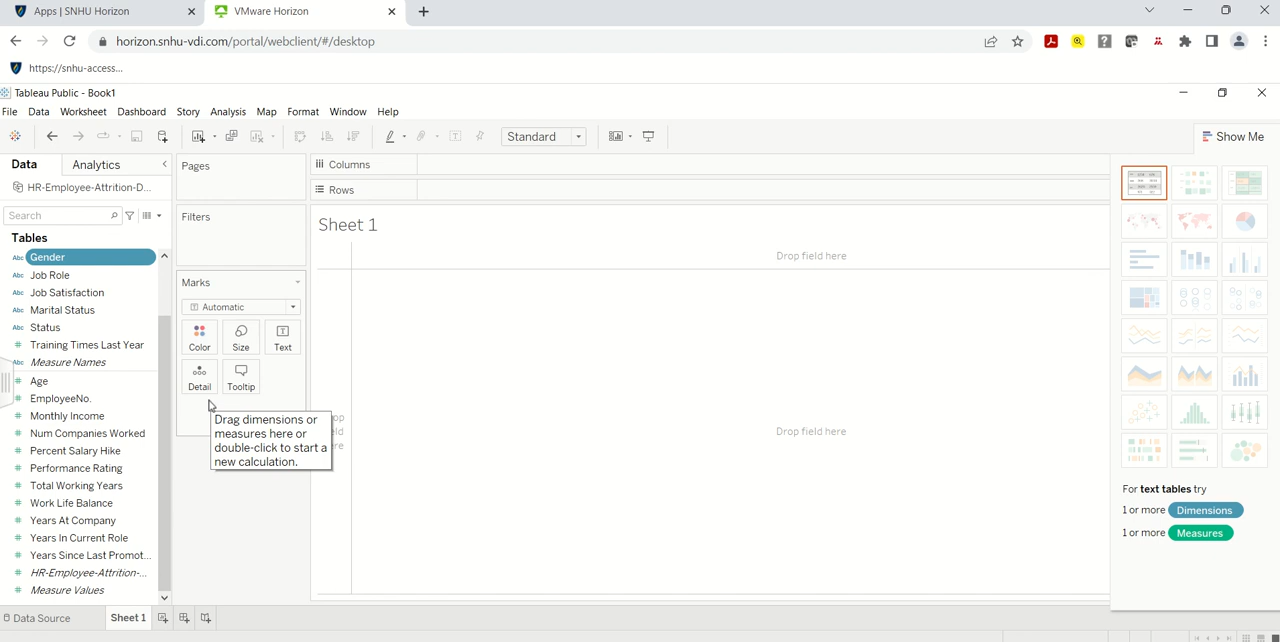 Apps | SNHU Horizon
VMware Horizon
horizon.snhu-vdi.com/portal/webclient/#/desktop
https://snhu-access...
Tableau Public - Book1
File Data Worksheet Dashboard Story Analysis Map Format Window Help
Standard
Show Me
Data
Analytics
HR-Employee-Attrition-D...
Search
Tables
Abc Gender
Abc Job Role
Abc Job Satisfaction
Abc Marital Status
Abc Status
# Training Times Last Year
Abc Measure Names
# Age
# EmployeeNo.
# Monthly Income
# Num Companies Worked
# Percent Salary Hike
# Performance Rating
# Total Working Years
# Work Life Balance
# Years At Company
# Years In Current Role
# Years Since Last Promot...
# HR-Employee-Attrition-...
# Measure Values
Pages
Filters
Marks
Automatic
Color
Size
Text
Detail
Tooltip
Drag dimensions or
measures here or
double-click to start a
new calculation.
Columns
Rows
Sheet 1
Drop field here
Drop field here
For text tables try
1 or more Dimensions
1 or more Measures
Data Source
Sheet 1